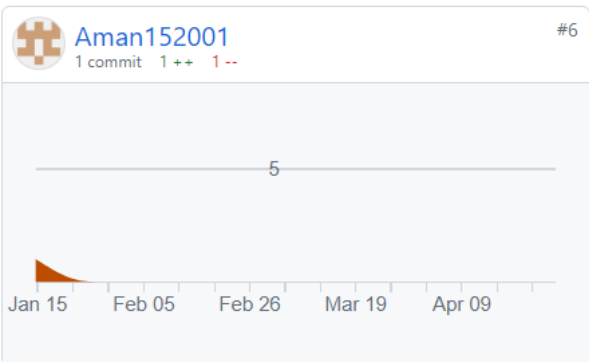 Aman152001
#6
1 commit 1 ++ 1 --
5
Jan 15 Feb 05 Feb 26 Mar 19 Apr 09